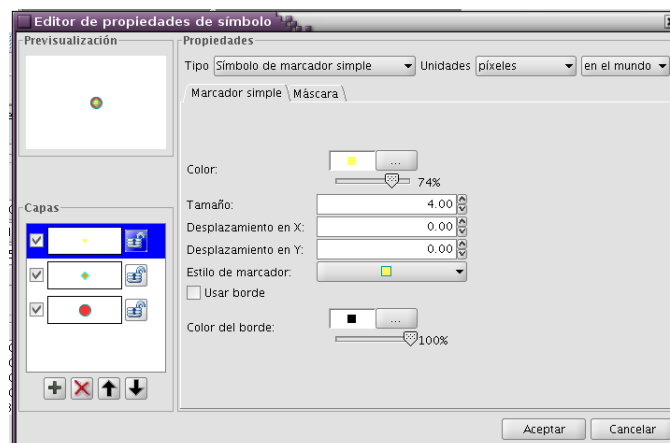 Editor de propiedades de símbolo
Previsualización
Propiedades
Tipo Símbolo de marcador simple Unidades píxeles en el mundo
Marcador simple Máscara
Color: ...
74%
Tamaño: 4.00
Desplazamiento en X: 0.00
Desplazamiento en Y: 0.00
Estilo de marcador:
Usar borde
Color del borde: ...
100%
Capas
Aceptar Cancelar